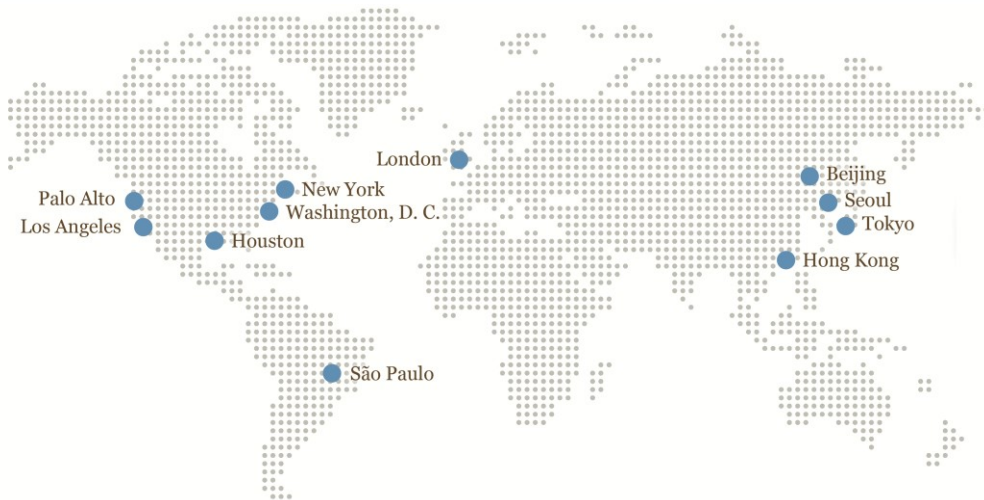 London
Beijing
Palo Alto
New York
Seoul
Washington, D. C.
Los Angeles
Tokyo
Houston
Hong Kong
São Paulo